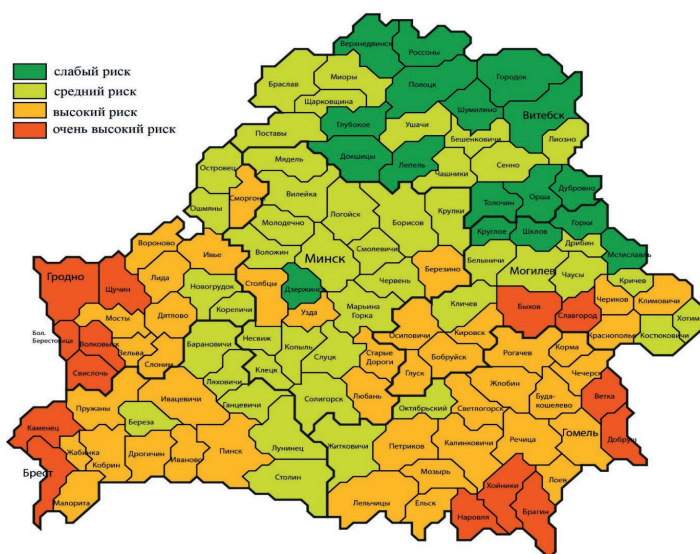 слабый риск
средний риск
высокий риск
очень высокий риск
Верхнедвинск
Россоны
Браслав
Миоры
Полоцк
Городок
Шарковщина
Глубокое
Шумилино
Витебск
Поставы
Ушачи
Бешенковичи
Лиозно
Докшицы
Лепель
Чашники
Сенно
Островец
Мядель
Сморгонь
Ошмяны
Вилейка
Логойск
Борисов
Крупки
Толочин
Орша
Дубровно
Молодечно
Круглое
Шклов
Горки
Вороново
Ивье
Воложин
Минск
Смолевичи
Дрибин
Мстиславль
Гродно
Щучин
Лида
Столбцы
Дзержинск
Червень
Березино
Белыничи
Могилев
Чаусы
Кричев
Новогрудок
Узда
Марьина
Горка
Кличев
Быхов
Славгород
Чериков
Климовичи
Хотим
Мосты
Дятлово
Кореличи
Бол.
Берестовица
Волковыск
Зельва
Барановичи
Несвиж
Копыль
Осиповичи
Кировск
Краснополье
Костюковичи
Слоним
Слуцк
Старые
Дороги
Бобруйск
Рогачев
Корма
Свислочь
Ляховичи
Клецк
Глуск
Чечерск
Ивацевичи
Ганцевичи
Солигорск
Любань
Жлобин
Буда-
кошелево
Ветка
Пружаны
Береза
Октябрьский
Светлогорск
Каменец
Лунинец
Житковичи
Петриков
Калинковичи
Речица
Гомель
Добруш
Брест
Жабинка
Кобрин
Дрогичин
Иваново
Пинск
Мозырь
Столин
Хойники
Лоев
Малорита
Лельчицы
Ельск
Наровля
Брагин